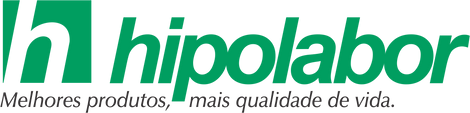 h hipolabor
Melhores produtos, mais qualidade de vida.